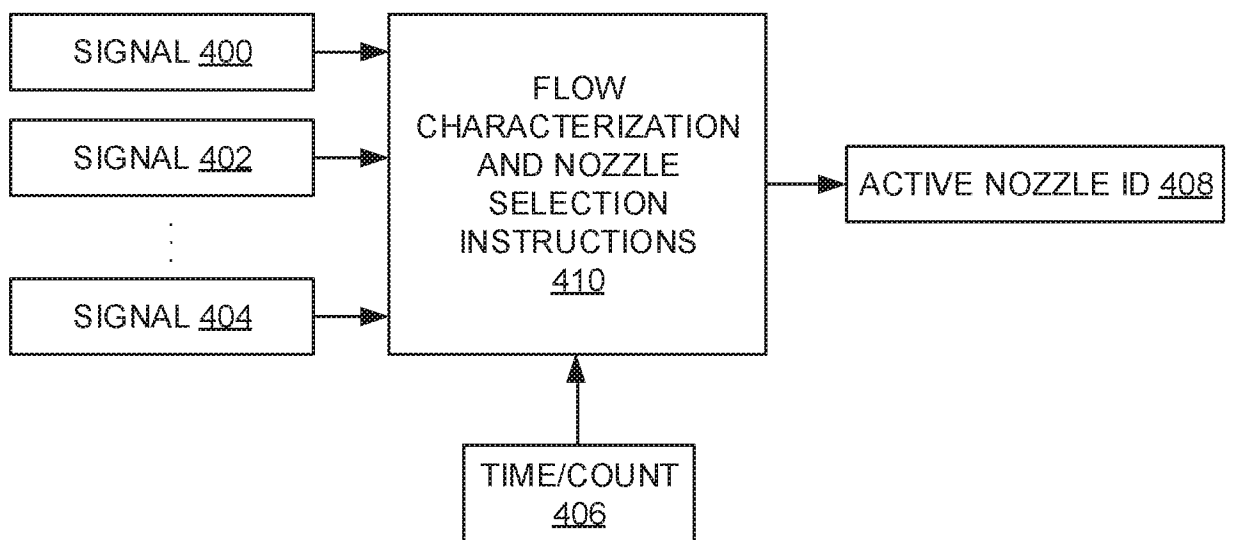 SIGNAL 400
SIGNAL 402
SIGNAL 404
FLOW
CHARACTERIZATION
AND NOZZLE
SELECTION
INSTRUCTIONS
410
ACTIVE NOZZLE ID 408
TIME/COUNT
406